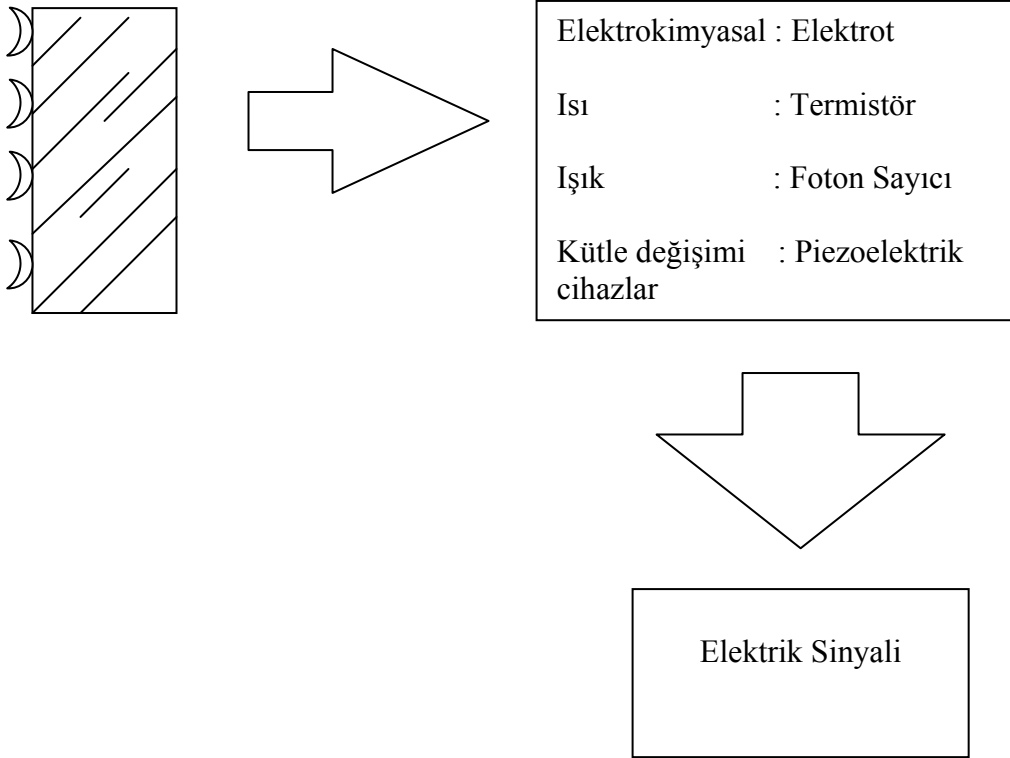 Elektrokimyasal : Elektrot
Isı : Termistör
Işık : Foton Sayıcı
Kütle değişimi : Piezoelektrik
cihazlar
Elektrik Sinyali